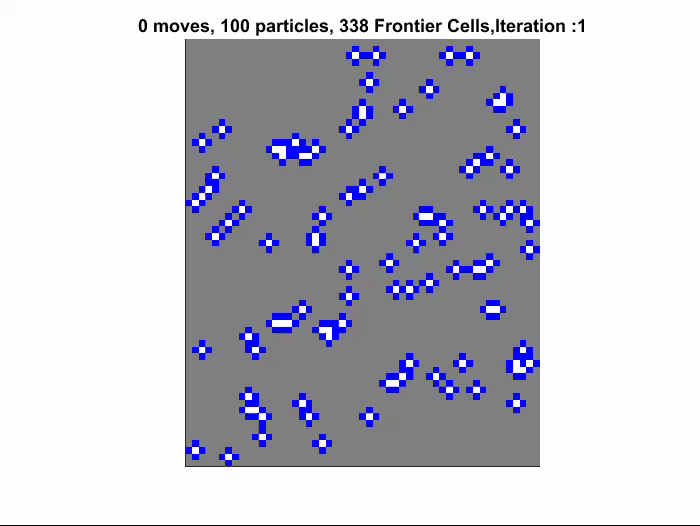 0 moves, 100 particles, 338 Frontier Cells,Iteration :1